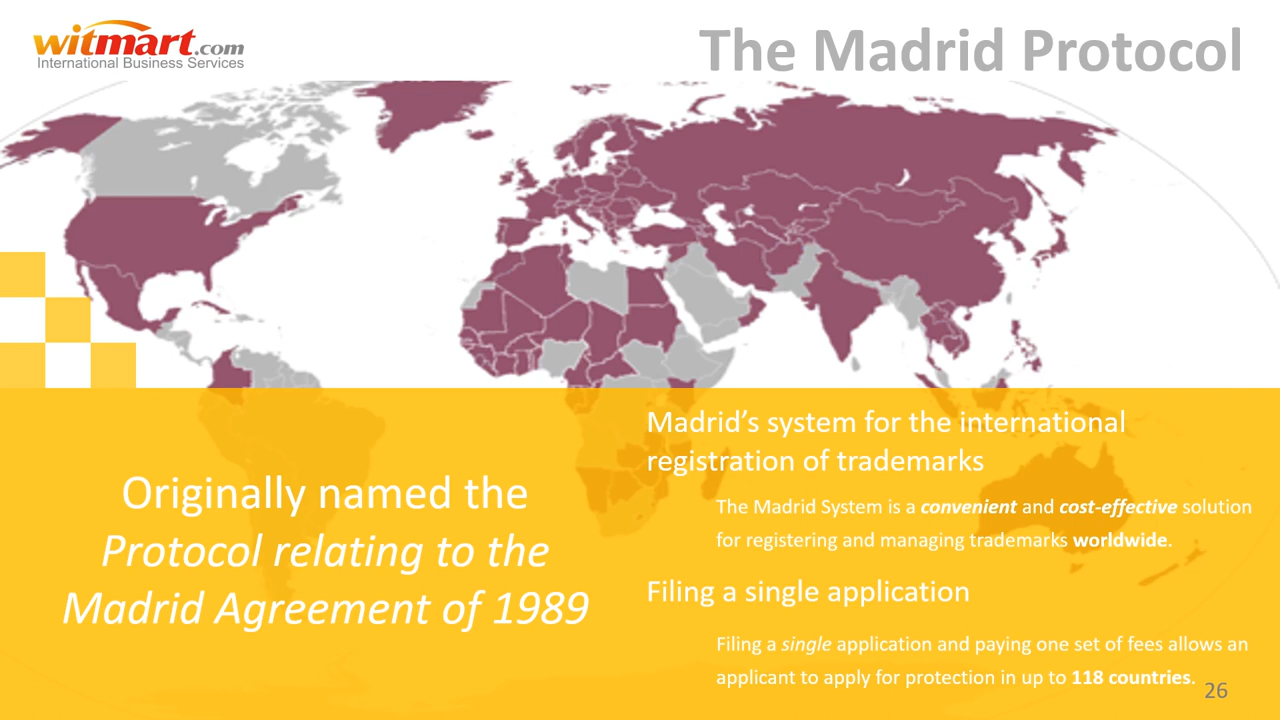 witmart.com
International Business Services
The Madrid Protocol
Originally named the
Protocol relating to the
Madrid Agreement of 1989
Madrid’s system for the international
registration of trademarks
The Madrid System is a convenient and cost-effective solution
for registering and managing trademarks worldwide.
Filing a single application
Filing a single application and paying one set of fees allows an
applicant to apply for protection in up to 118 countries.
26